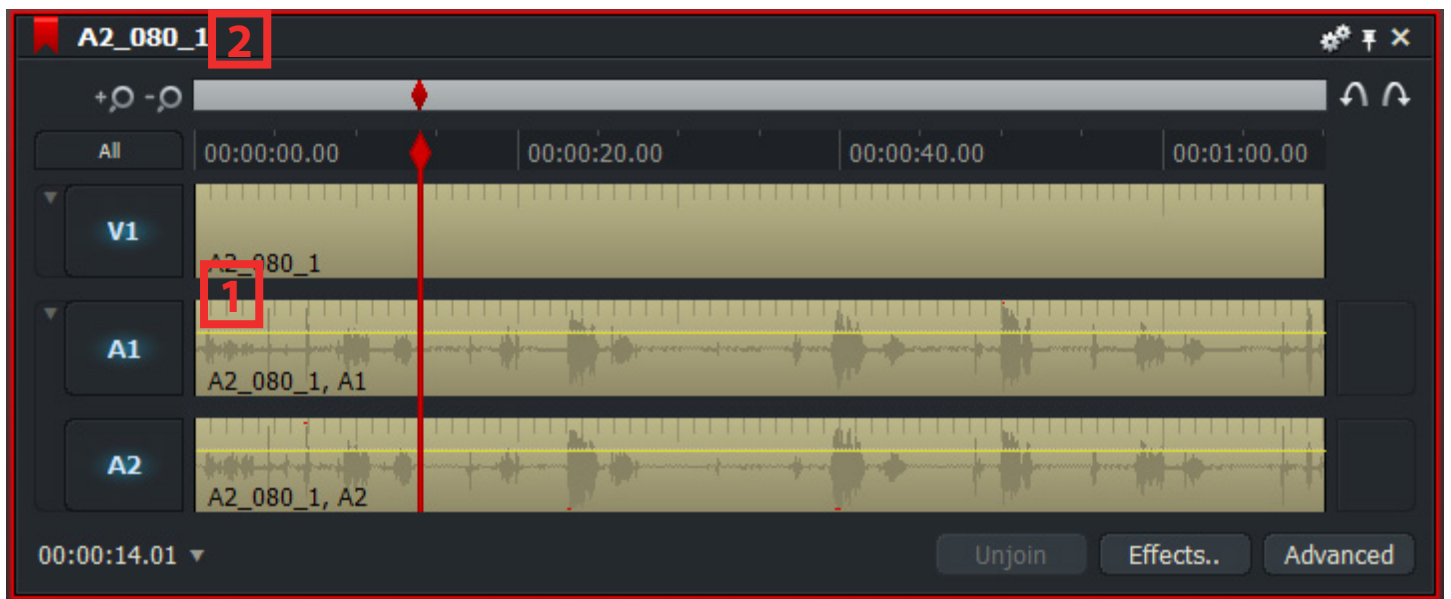 A2_080_1 2
+ -
All 00:00:00.00 00:00:20.00 00:00:40.00 00:01:00.00
V1
A2_080_1
1
A1
A2_080_1, A1
A2
A2_080_1, A2
00:00:14.01 Unjoin Effects.. Advanced